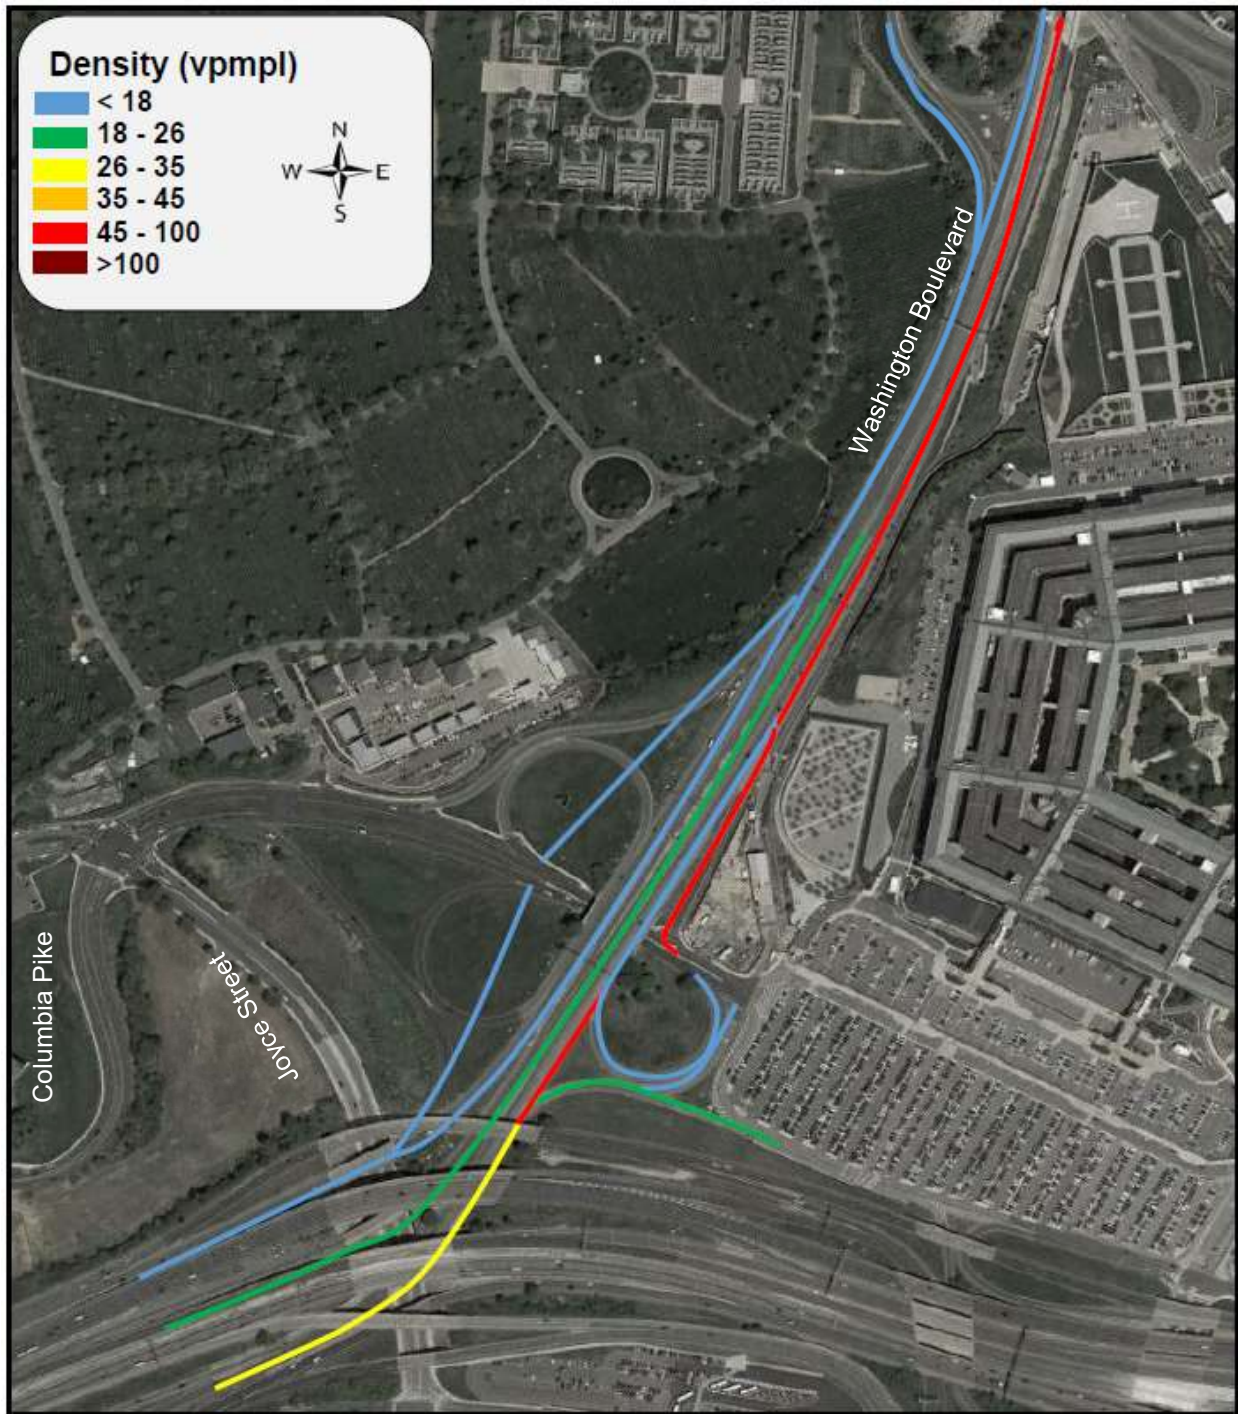 Density (vpmpl)
< 18
18 - 26
26 - 35
35 - 45
45 - 100
>100
N
W
E
S
Washington Boulevard
Columbia Pike
Joyce Street
H